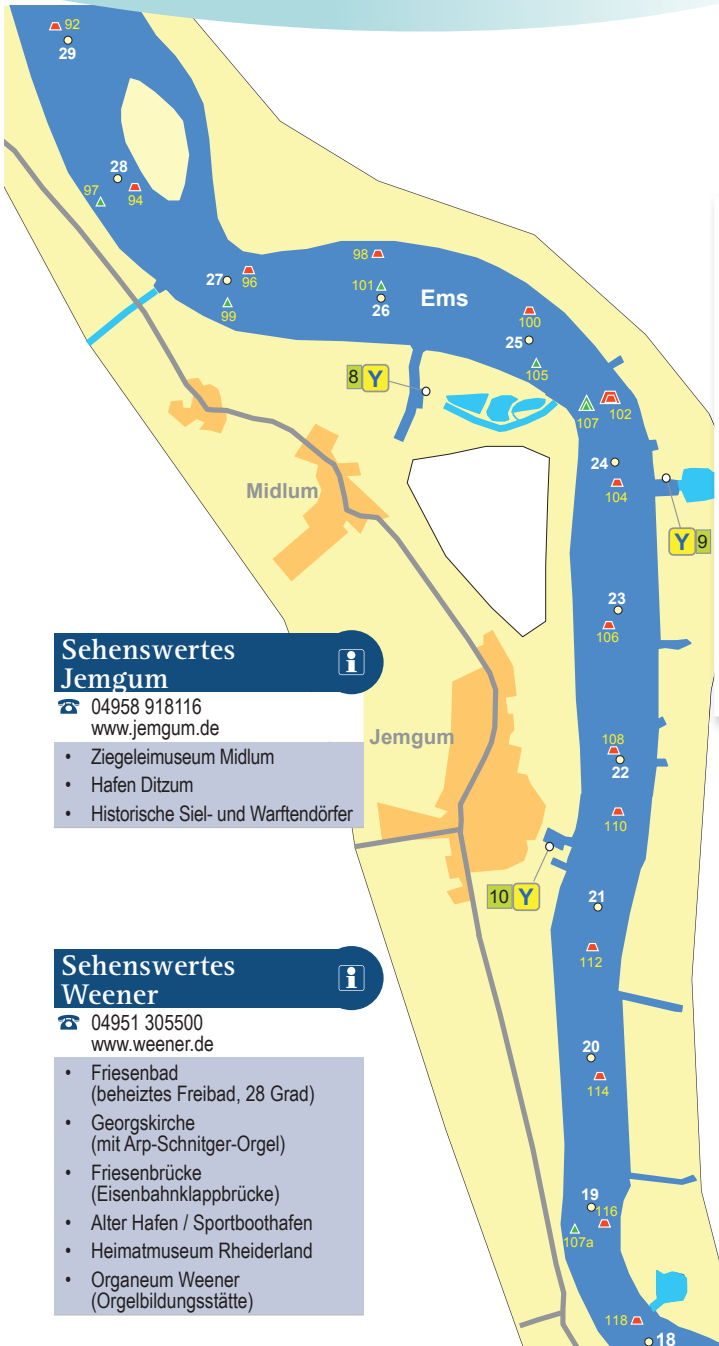 92
29
28
97
94
98
27
96
101
26
Ems
99
100
25
105
8 Y
102
107
24
104
Midlum
Y 9
23
106
Sehenswertes
Jemgum
i
04958 918116
www.jemgum.de
• Ziegeleimuseum Midlum
• Hafen Ditzum
• Historische Siel- und Warftendörfer
Jemgum
108
22
110
10 Y
21
112
Sehenswertes
Weener
i
04951 305500
www.weener.de
• Friesenbad
(beheiztes Freibad, 28 Grad)
• Georgskirche
(mit Arp-Schnitger-Orgel)
• Friesenbrücke
(Eisenbahnklappbrücke)
• Alter Hafen / Sportboothafen
• Heimatmuseum Rheiderland
• Organeum Weener
(Orgelbildungsstätte)
20
114
19
116
107a
118
18